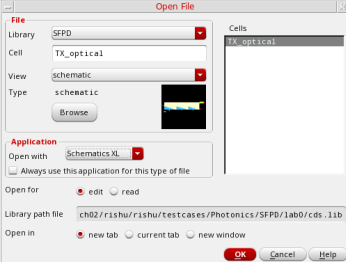 Open File
File
Library SFPD
Cell TX_optical
View schematic
Type schematic
Browse
Cells
TX_optical
Application
Open with Schematics XL
Always use this application for this type of file
Open for edit read
Library path file ch02/rishu/rishu/testcases/Photonics/SFPD/lab0/cds.lib
Open in new tab current tab new window
OK Cancel Help